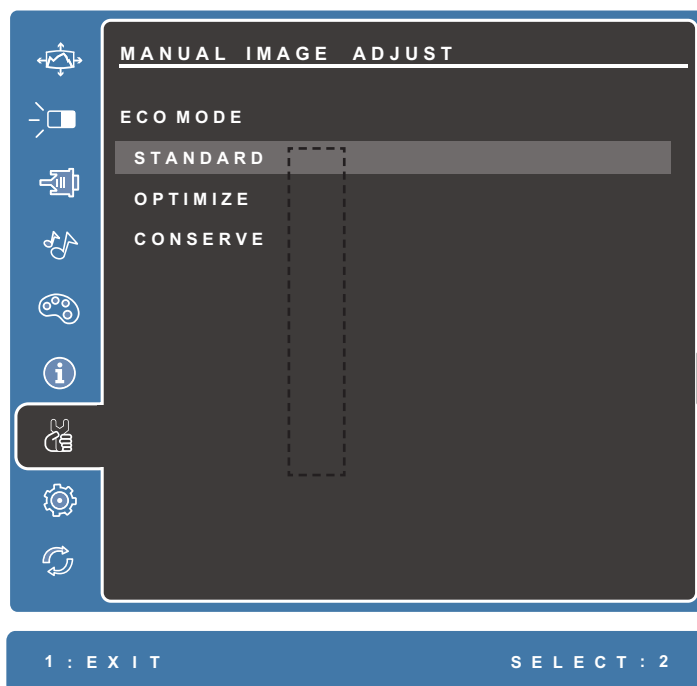 MANUAL IMAGE ADJUST
ECO MODE
STANDARD
OPTIMIZE
CONSERVE
1 : EXIT SELECT : 2